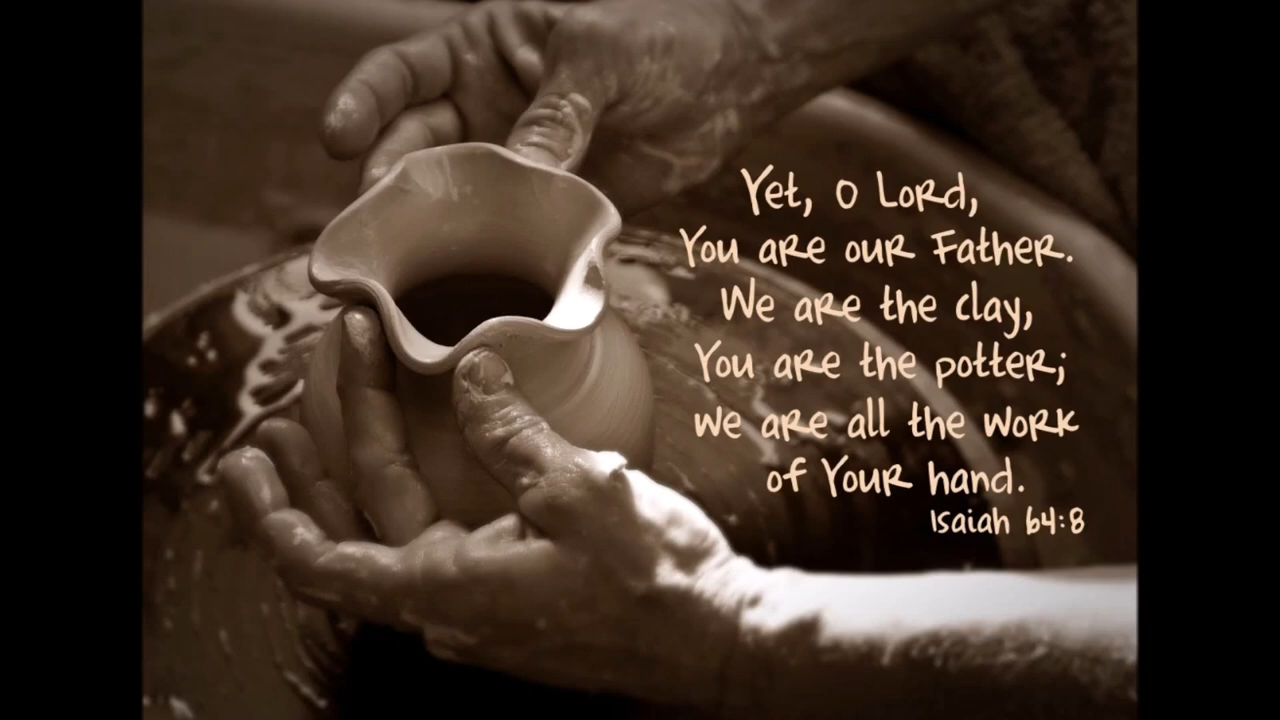 Yet, O Lord,
You are our Father.
We are the clay,
You are the potter;
we are all the work
of Your hand.
Isaiah 64:8